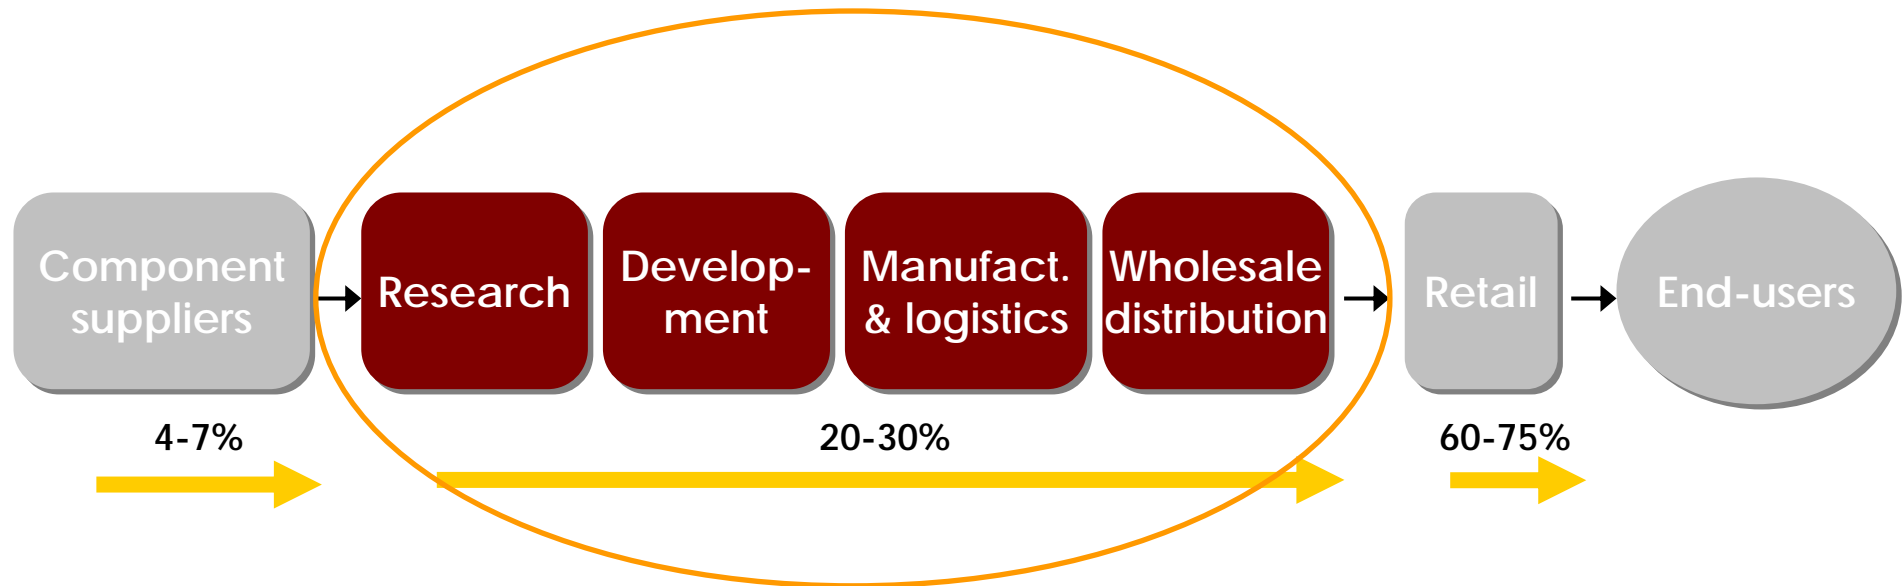 Component
suppliers
Research
Develop-
ment
Manufact.
& logistics
Wholesale
distribution
Retail
End-users
4-7%
20-30%
60-75%